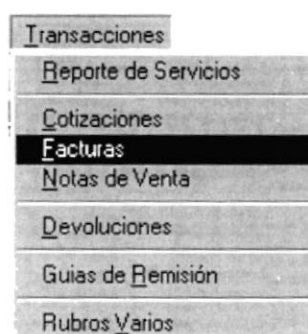 Transacciones
Reporte de Servicios
Cotizaciones
Facturas
Notas de Venta
Devoluciones
Guias de Remisión
Rubros Varios